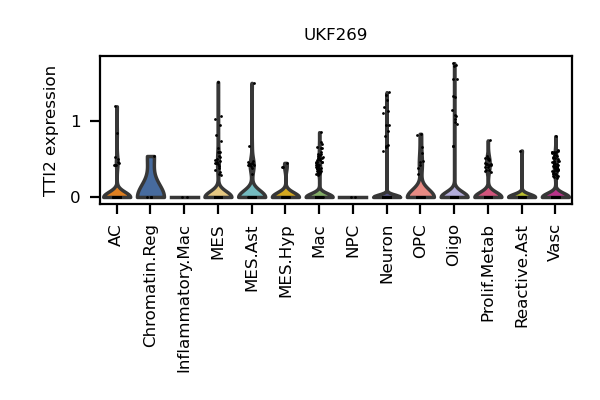 UKF269
TTI2 expression
1
0
AC
Chromatin.Reg
Inflammatory.Mac
MES
MES.Ast
MES.Hyp
Mac
NPC
Neuron
OPC
Oligo
Prolif.Metab
Reactive.Ast
Vasc